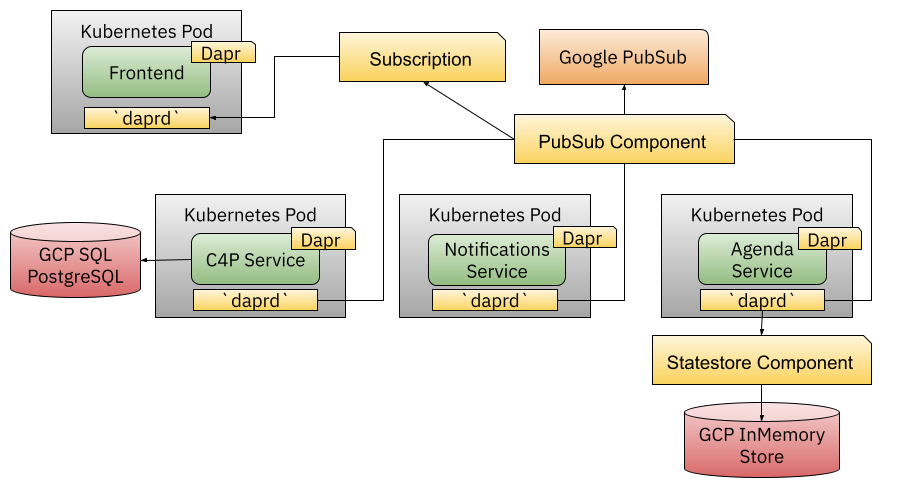 Kubernetes Pod
Dapr
Frontend
`daprd`
Subscription
Google PubSub
PubSub Component
Kubernetes Pod
Dapr
C4P Service
`daprd`
GCP SQL
PostgreSQL
Kubernetes Pod
Dapr
Notifications
Service
`daprd`
Kubernetes Pod
Dapr
Agenda
Service
`daprd`
Statestore Component
GCP InMemory
Store